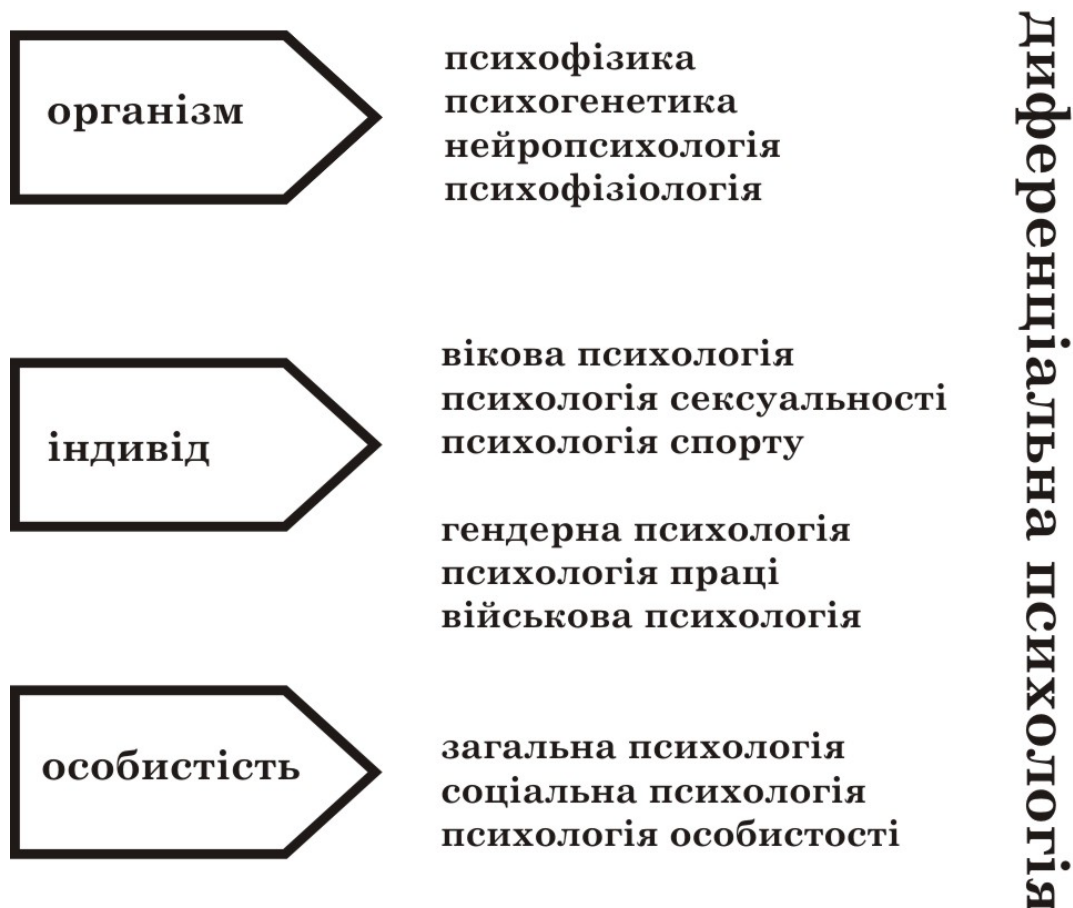 організм
психофізика
психогенетика
нейропсихологія
психофізіологія
індивід
вікова психологія
психологія сексуальності
психологія спорту
гендерна психологія
психологія праці
військова психологія
особистість
загальна психологія
соціальна психологія
психологія особистості
диференціальна психологія